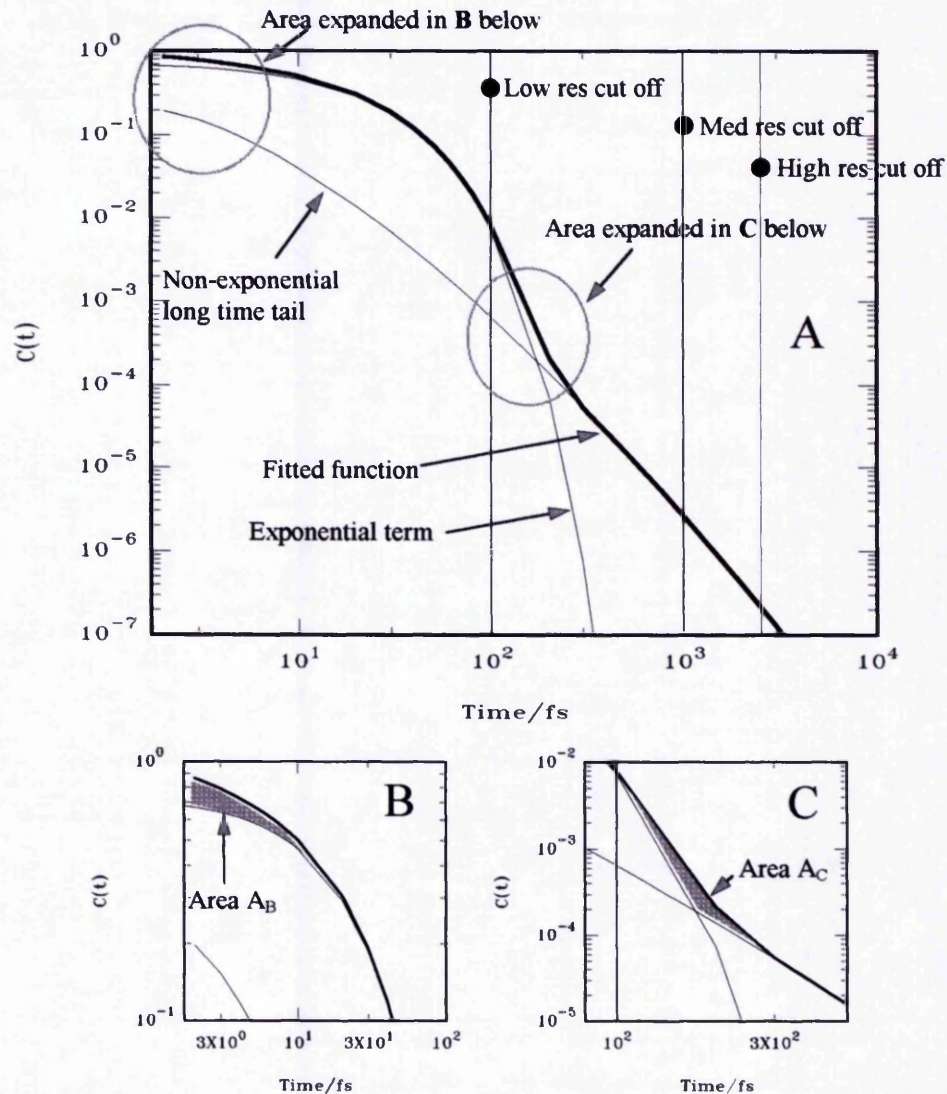 Area expanded in B below
10⁰
Low res cut off
10⁻¹
Med res cut off
High res cut off
10⁻²
Area expanded in C below
Non-exponential
long time tail
10⁻³
A
C(t)
10⁻⁴
Fitted function
10⁻⁵
Exponential term
10⁻⁶
10⁻⁷
10¹ 10² 10³ 10⁴
Time/fs
10⁰
B
C(t)
Area A_B
10⁻¹
3X10⁰ 10¹ 3X10¹ 10²
Time/fs
10⁻²
C
10⁻³
Area A_C
C(t)
10⁻⁴
10⁻⁵
10² 3X10²
Time/fs